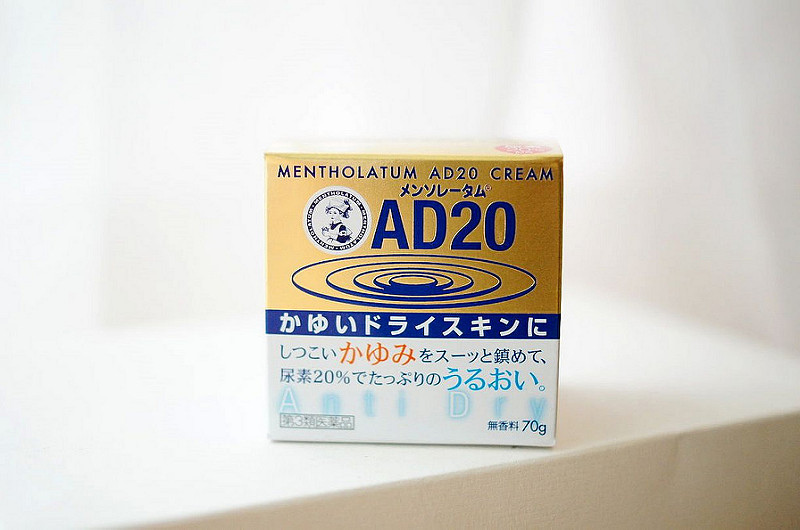 MENTHOLATUM AD20 CREAM
メンソレータム®
AD20
かゆいドライスキンに
しつこいかゆみをスーッと鎮めて、
尿素20%でたっぷりのうるおい。
Anti Dry
第3類医薬品
無香料 70g